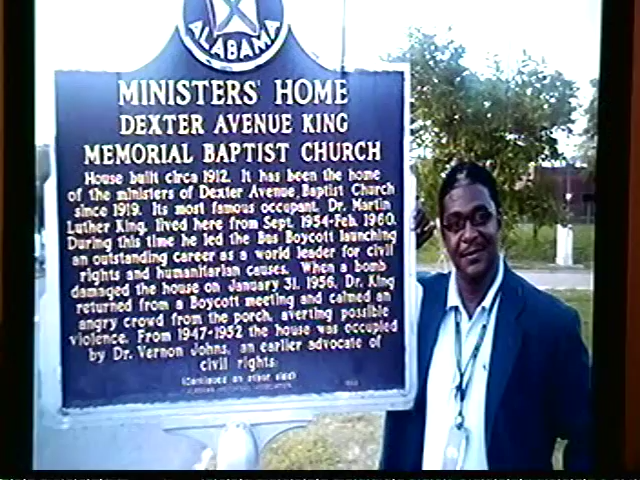 ALABAMA
MINISTERS' HOME
DEXTER AVENUE KING
MEMORIAL BAPTIST CHURCH
House built circa 1912. It has been the home
of the ministers of Dexter Avenue Baptist Church
since 1919. Its most famous occupant, Dr. Martin
Luther King, lived here from Sept. 1954-Feb. 1960.
During this time he led the Bus Boycott launching
an outstanding career as a world leader for civil
rights and humanitarian causes. When a bomb
damaged the house on January 31, 1956, Dr. King
returned from a Boycott meeting and calmed an
angry crowd from the porch, averting possible
violence. From 1947-1952 the house was occupied
by Dr. Vernon Johns, an earlier advocate of
civil rights.
(Continued on other side)